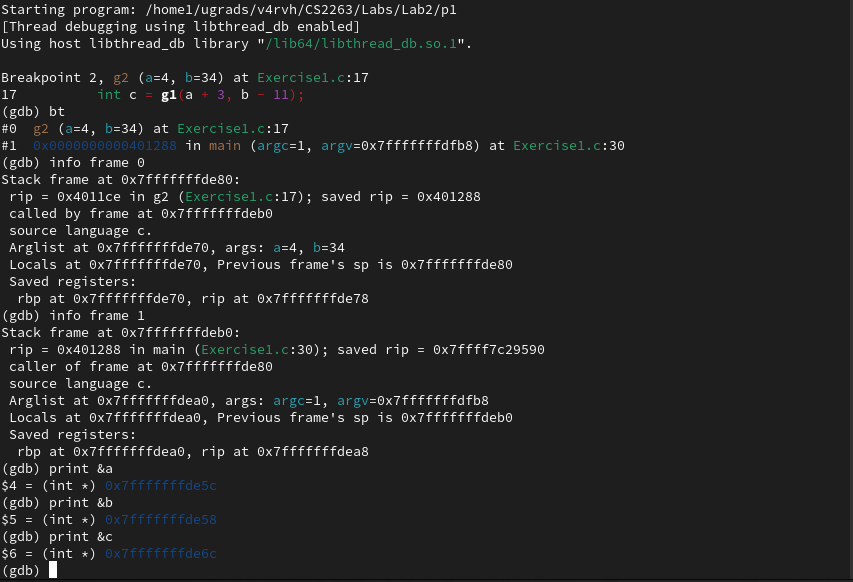 Starting program: /home1/ugrads/v4rvh/CS2263/Labs/Lab2/p1
[Thread debugging using libthread_db enabled]
Using host libthread_db library "/lib64/libthread_db.so.1".

Breakpoint 2, g2 (a=4, b=34) at Exercise1.c:17
17          int c = g1(a + 3, b - 11);
(gdb) bt
#0  g2 (a=4, b=34) at Exercise1.c:17
#1  0x0000000000401288 in main (argc=1, argv=0x7fffffffdfb8) at Exercise1.c:30
(gdb) info frame 0
Stack frame at 0x7fffffffde80:
 rip = 0x4011ce in g2 (Exercise1.c:17); saved rip = 0x401288
 called by frame at 0x7fffffffdeb0
 source language c.
 Arglist at 0x7fffffffde70, args: a=4, b=34
 Locals at 0x7fffffffde70, Previous frame's sp is 0x7fffffffde80
 Saved registers:
  rbp at 0x7fffffffde70, rip at 0x7fffffffde78
(gdb) info frame 1
Stack frame at 0x7fffffffdeb0:
 rip = 0x401288 in main (Exercise1.c:30); saved rip = 0x7ffff7c29590
 caller of frame at 0x7fffffffde80
 source language c.
 Arglist at 0x7fffffffdea0, args: argc=1, argv=0x7fffffffdfb8
 Locals at 0x7fffffffdea0, Previous frame's sp is 0x7fffffffdeb0
 Saved registers:
  rbp at 0x7fffffffdea0, rip at 0x7fffffffdea8
(gdb) print &a
$4 = (int *) 0x7fffffffde5c
(gdb) print &b
$5 = (int *) 0x7fffffffde58
(gdb) print &c
$6 = (int *) 0x7fffffffde6c
(gdb)